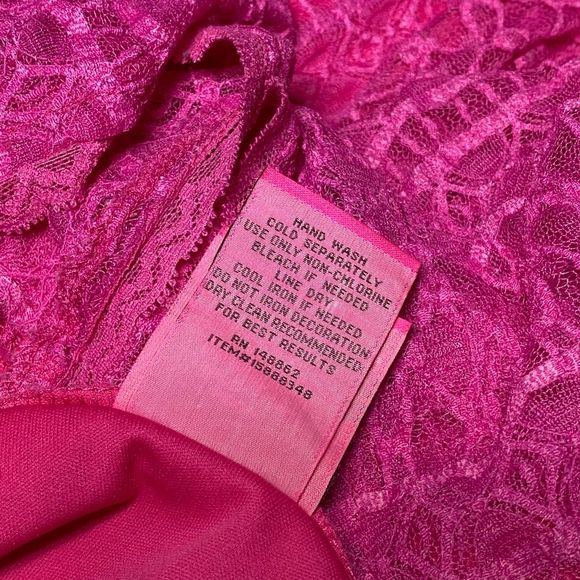 HAND WASH
COLD SEPARATELY
USE ONLY NON-CHLORINE
BLEACH IF NEEDED
LINE DRY
COOL IRON IF NEEDED
!DO NOT IRON DECORATION
!DRY CLEAN RECOMMENDED
FOR BEST RESULTS
RN 148862
ITEM#15888348